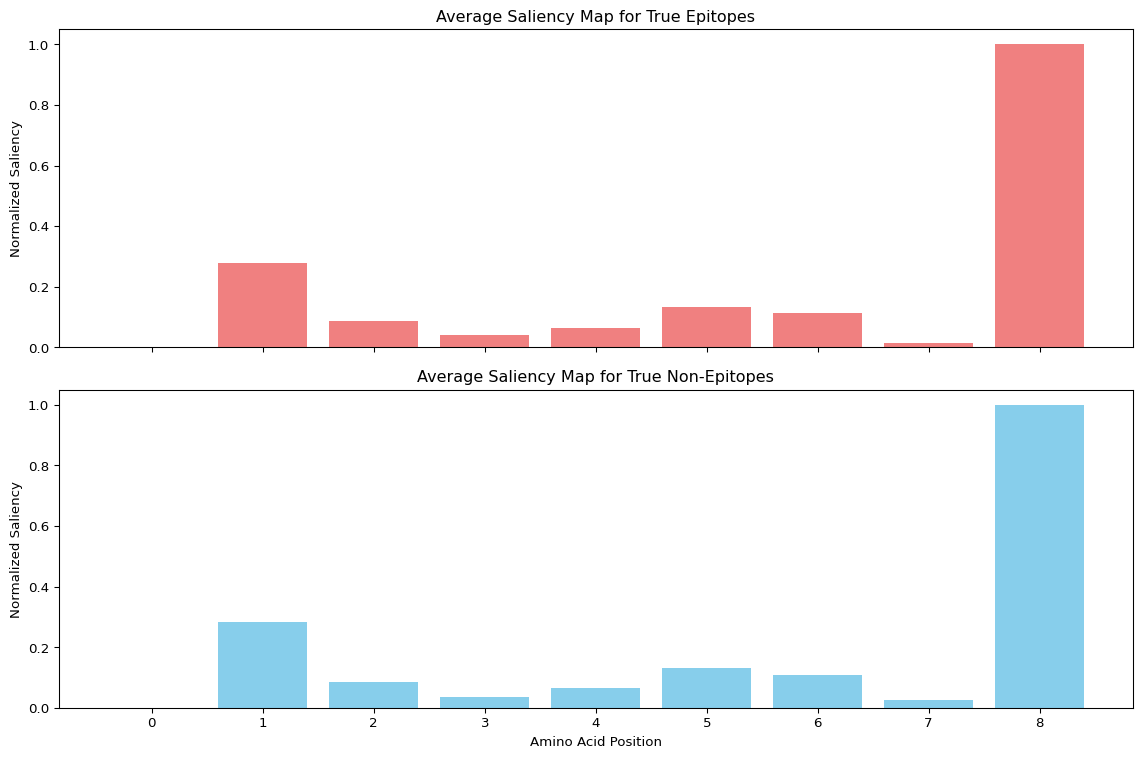 Average Saliency Map for True Epitopes
Normalized Saliency
1.0
0.8
0.6
0.4
0.2
0.0
Average Saliency Map for True Non-Epitopes
Normalized Saliency
1.0
0.8
0.6
0.4
0.2
0.0
0 1 2 3 4 5 6 7 8
Amino Acid Position